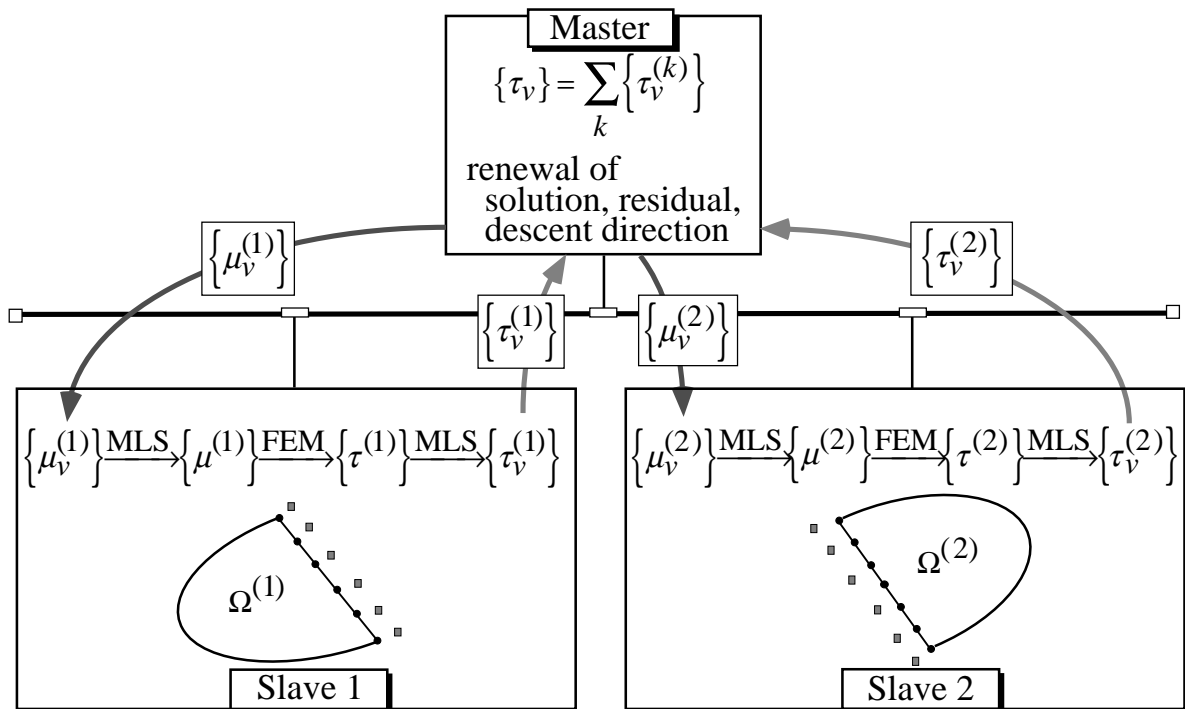 Master
{τ_v} = ∑_k {τ_v^(k)}
renewal of
solution, residual,
descent direction
{μ_v^(1)}
{τ_v^(1)}
{μ_v^(2)}
{τ_v^(2)}
{μ_v^(1)} MLS→ {μ^(1)} FEM→ {τ^(1)} MLS→ {τ_v^(1)}
Ω^(1)
Slave 1
{μ_v^(2)} MLS→ {μ^(2)} FEM→ {τ^(2)} MLS→ {τ_v^(2)}
Ω^(2)
Slave 2